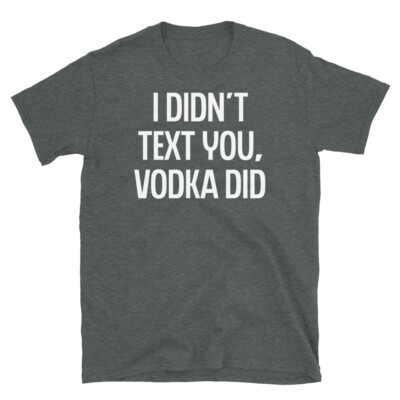 I DIDN'T
TEXT YOU,
VODKA DID